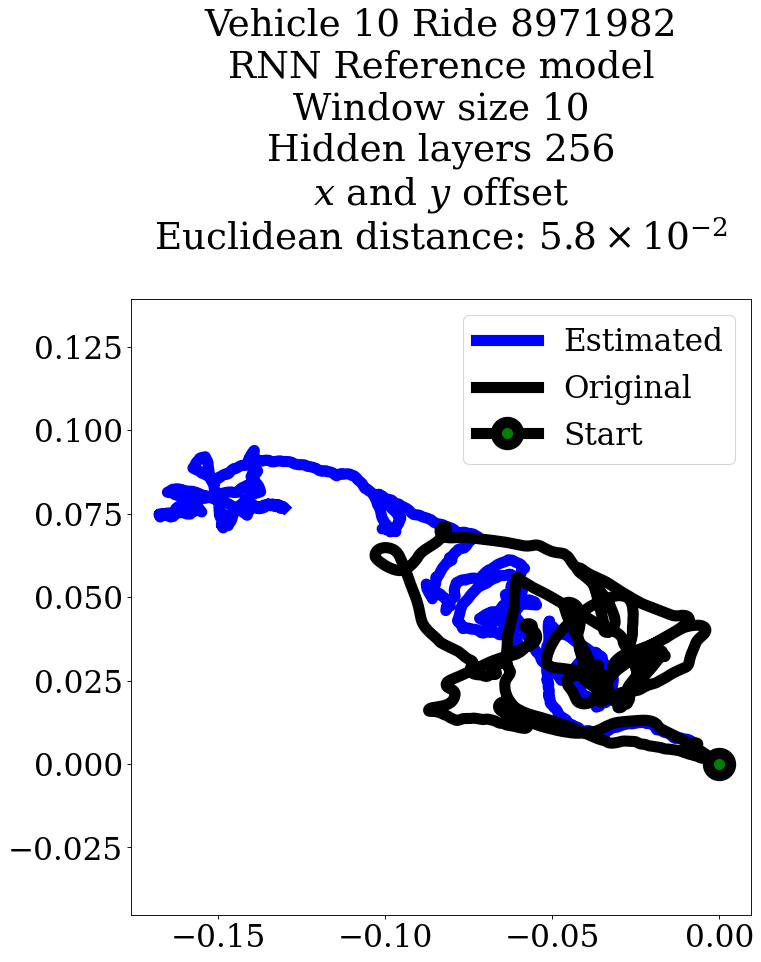 Vehicle 10 Ride 8971982
RNN Reference model
Window size 10
Hidden layers 256
x and y offset
Euclidean distance: 5.8 × 10⁻²
Estimated
Original
Start
0.125
0.100
0.075
0.050
0.025
0.000
−0.025
−0.15 −0.10 −0.05 0.00